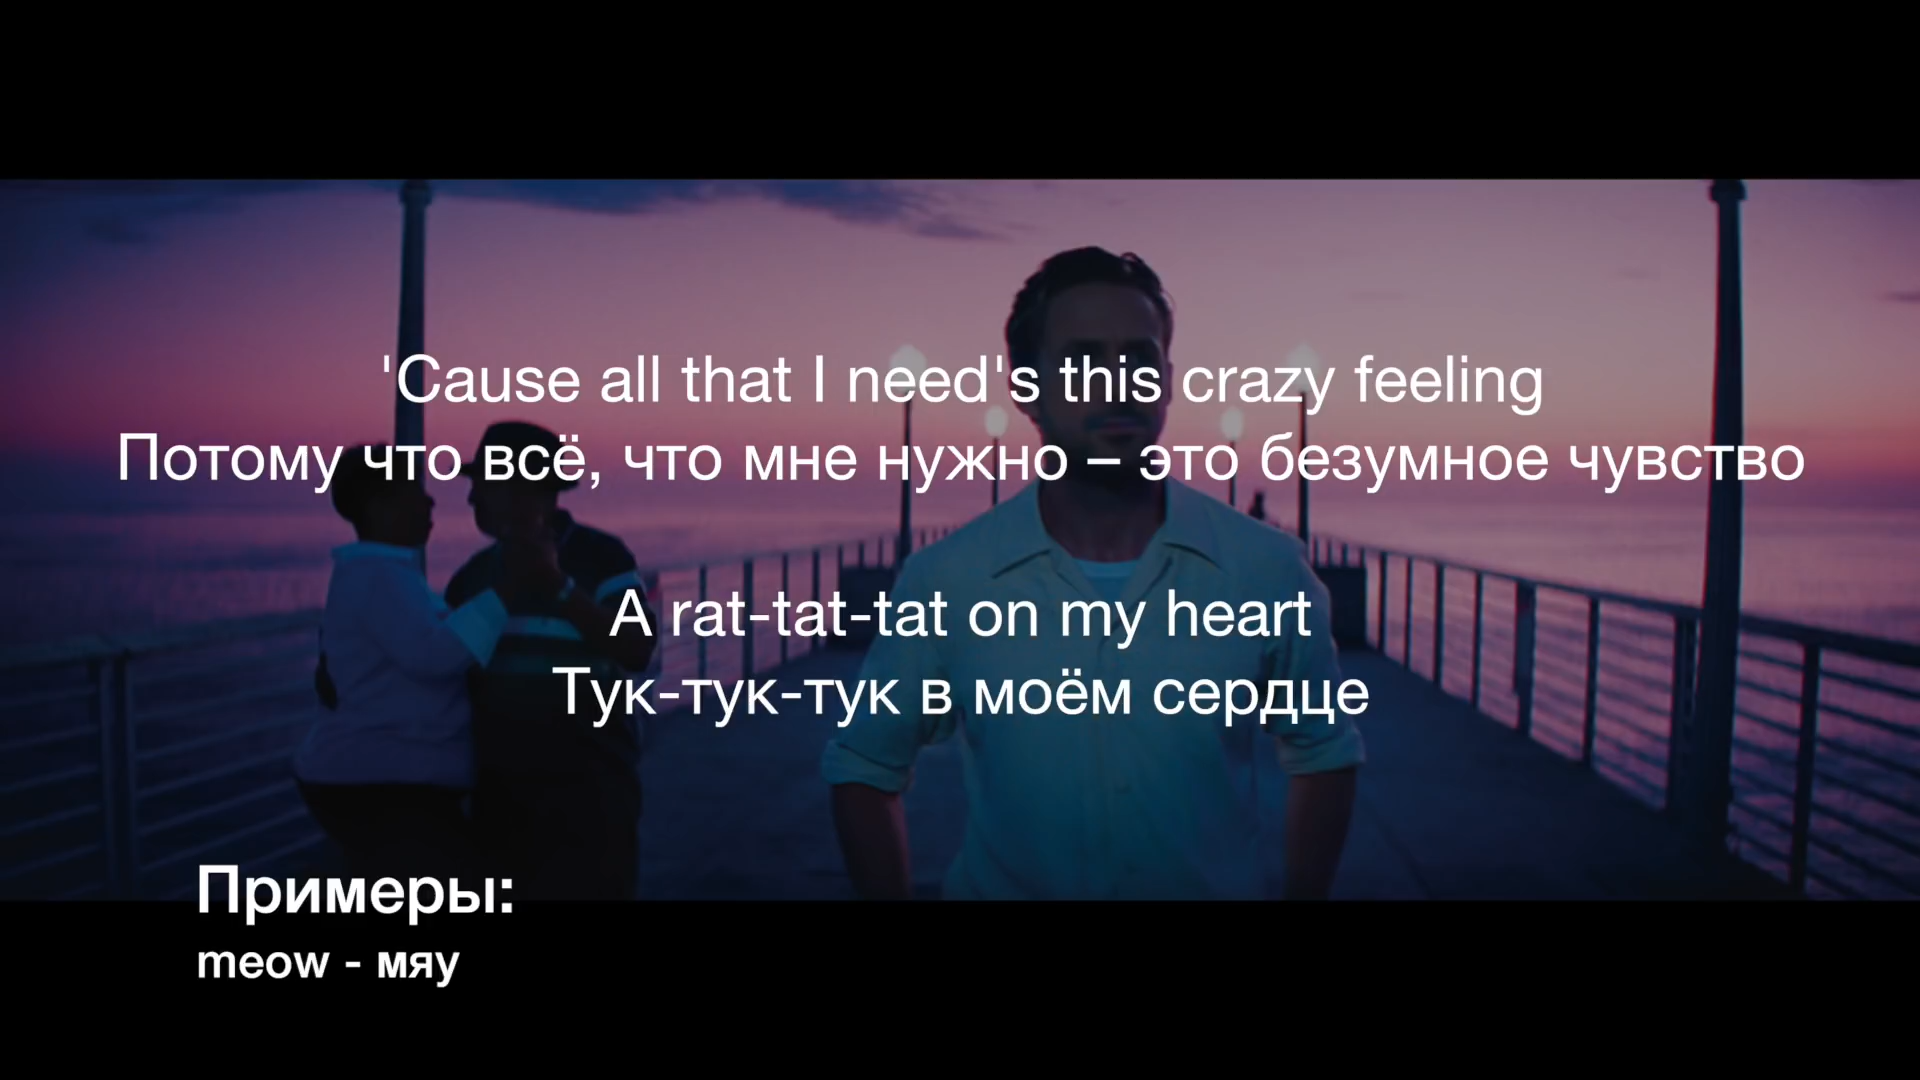 'Cause all that I need's this crazy feeling
Потому что всё, что мне нужно – это безумное чувство
A rat-tat-tat on my heart
Тук-тук-тук в моём сердце
Примеры:
meow - мяу